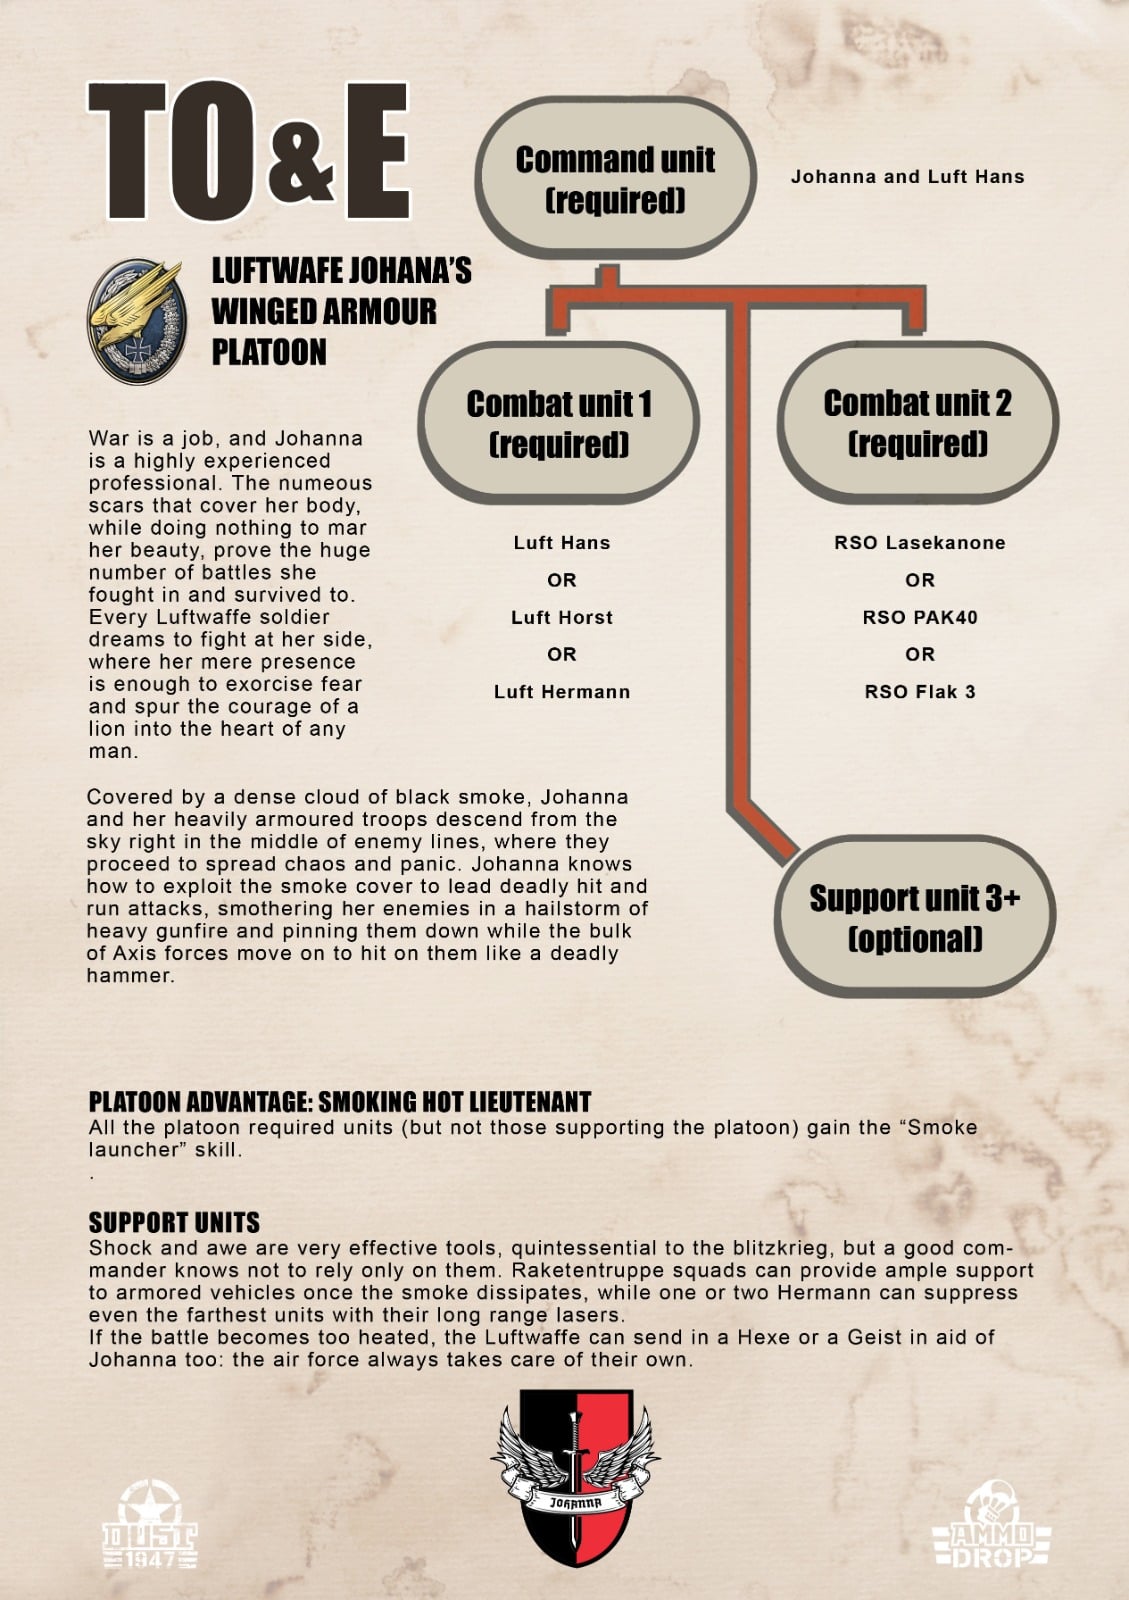 TO&E
LUFTWAFE JOHANA'S
WINGED ARMOUR
PLATOON
Command unit
(required)
Johanna and Luft Hans
Combat unit 1
(required)
Luft Hans
OR
Luft Horst
OR
Luft Hermann
Combat unit 2
(required)
RSO Lasekanone
OR
RSO PAK40
OR
RSO Flak 3
Support unit 3+
(optional)
War is a job, and Johanna
is a highly experienced
professional. The numeous
scars that cover her body,
while doing nothing to mar
her beauty, prove the huge
number of battles she
fought in and survived to.
Every Luftwaffe soldier
dreams to fight at her side,
where her mere presence
is enough to exorcise fear
and spur the courage of a
lion into the heart of any
man.
Covered by a dense cloud of black smoke, Johanna
and her heavily armoured troops descend from the
sky right in the middle of enemy lines, where they
proceed to spread chaos and panic. Johanna knows
how to exploit the smoke cover to lead deadly hit and
run attacks, smothering her enemies in a hailstorm of
heavy gunfire and pinning them down while the bulk
of Axis forces move on to hit on them like a deadly
hammer.
PLATOON ADVANTAGE: SMOKING HOT LIEUTENANT
All the platoon required units (but not those supporting the platoon) gain the “Smoke
launcher” skill.
.
SUPPORT UNITS
Shock and awe are very effective tools, quintessential to the blitzkrieg, but a good com-
mander knows not to rely only on them. Raketentruppe squads can provide ample support
to armored vehicles once the smoke dissipates, while one or two Hermann can suppress
even the farthest units with their long range lasers.
If the battle becomes too heated, the Luftwaffe can send in a Hexe or a Geist in aid of
Johanna too: the air force always takes care of their own.
JOHANNA
DUST
1947
AMMO
DROP